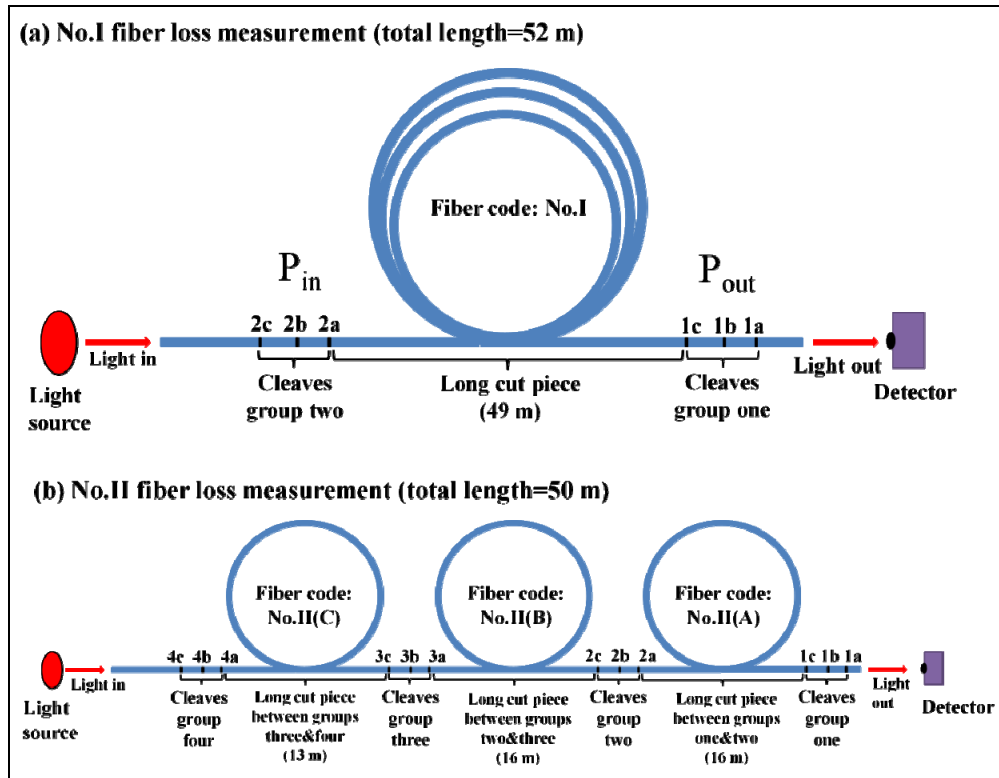 (a) No.I fiber loss measurement (total length=52 m)
Fiber code: No.I
P_in
P_out
2c 2b 2a
1c 1b 1a
Light in
Light out
Light
source
Cleaves
group two
Long cut piece
(49 m)
Cleaves
group one
Detector
(b) No.II fiber loss measurement (total length=50 m)
Fiber code:
No.II(C)
Fiber code:
No.II(B)
Fiber code:
No.II(A)
4c 4b 4a
3c 3b 3a
2c 2b 2a
1c 1b 1a
Light in
Light
out
Light
source
Cleaves
group
four
Long cut piece
between groups
three&four
(13 m)
Cleaves
group
three
Long cut piece
between groups
two&three
(16 m)
Cleaves
group
two
Long cut piece
between groups
one&two
(16 m)
Cleaves
group
one
Detector